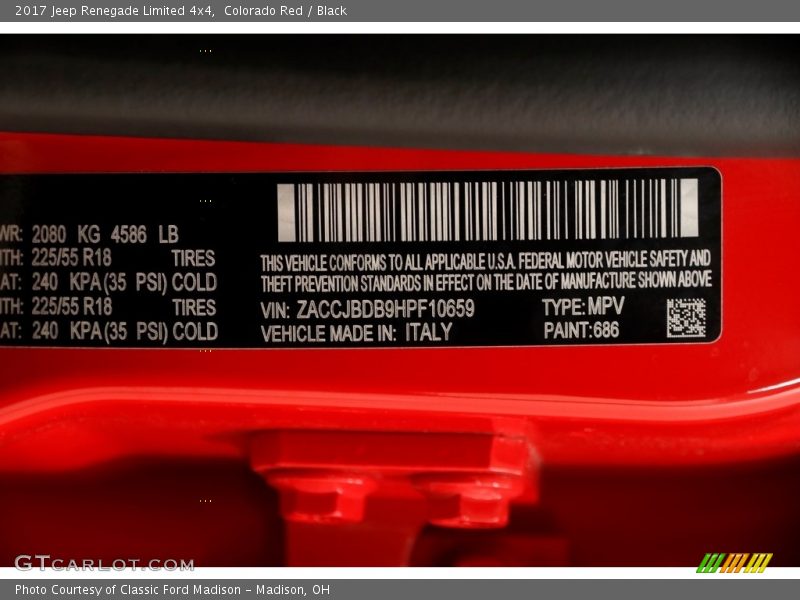 2017 Jeep Renegade Limited 4x4, Colorado Red / Black
WR: 2080 KG 4586 LB
ITH: 225/55 R18 TIRES
AT: 240 KPA(35 PSI) COLD
ITH: 225/55 R18 TIRES
AT: 240 KPA(35 PSI) COLD
THIS VEHICLE CONFORMS TO ALL APPLICABLE U.S.A. FEDERAL MOTOR VEHICLE SAFETY AND
THEFT PREVENTION STANDARDS IN EFFECT ON THE DATE OF MANUFACTURE SHOWN ABOVE
VIN: ZACCJBDB9HPF10659 TYPE: MPV
VEHICLE MADE IN: ITALY PAINT:686
GTCARLOT.COM
Photo Courtesy of Classic Ford Madison - Madison, OH